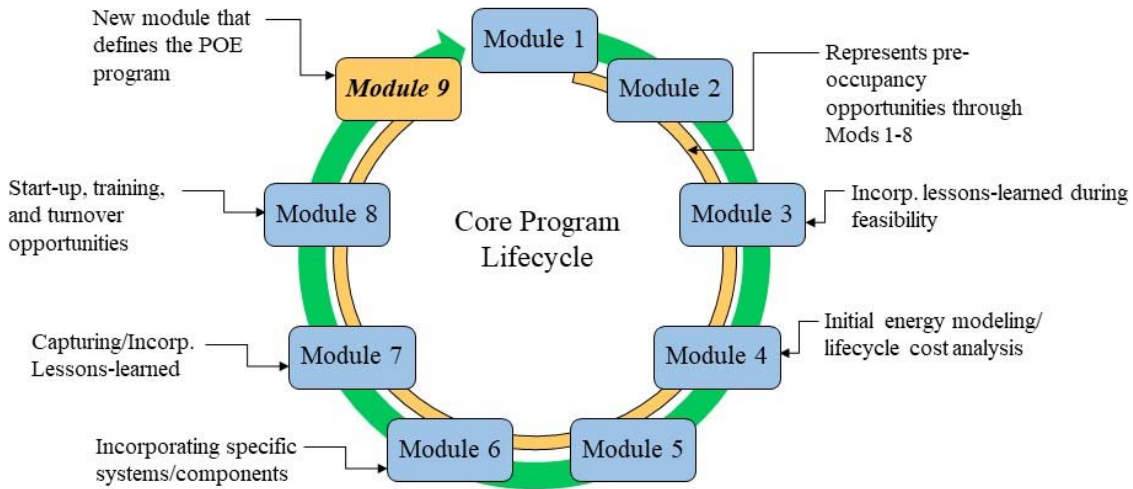 New module that
defines the POE
program
Module 1
Module 2
Represents pre-
occupancy
opportunities through
Mods 1-8
Module 9
Start-up, training,
and turnover
opportunities
Module 8
Core Program
Lifecycle
Module 3
Incorp. lessons-learned during
feasibility
Capturing/Incorp.
Lessons-learned
Module 7
Module 4
Initial energy modeling/
lifecycle cost analysis
Incorporating specific
systems/components
Module 6
Module 5